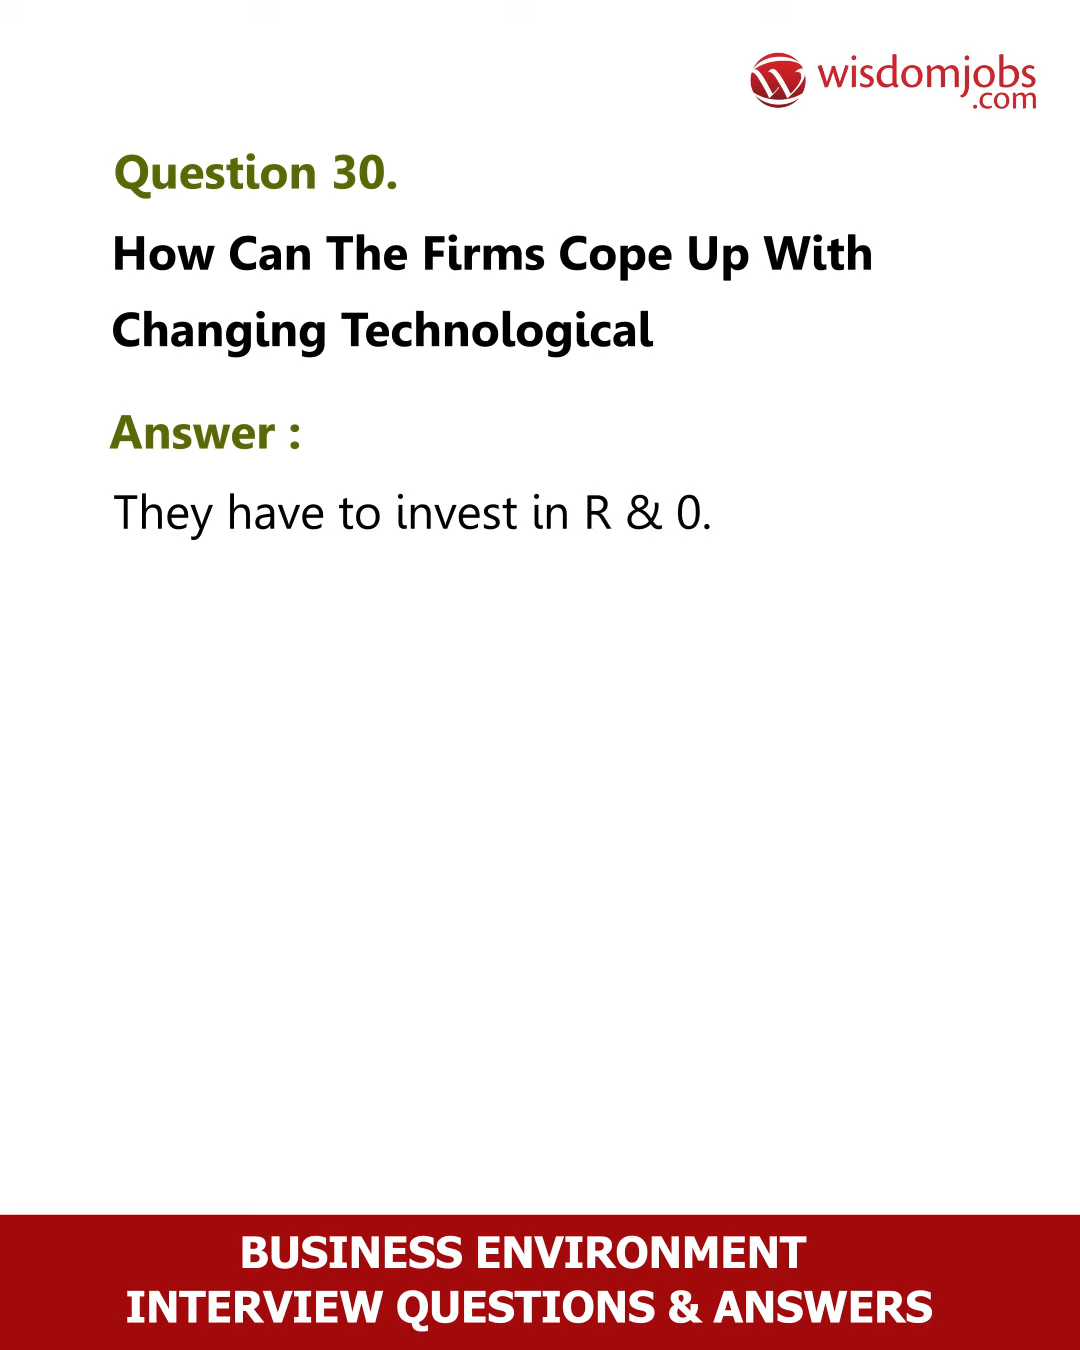 wisdomjobs
.com
Question 30.
How Can The Firms Cope Up With
Changing Technological
Answer :
They have to invest in R & 0.
BUSINESS ENVIRONMENT
INTERVIEW QUESTIONS & ANSWERS